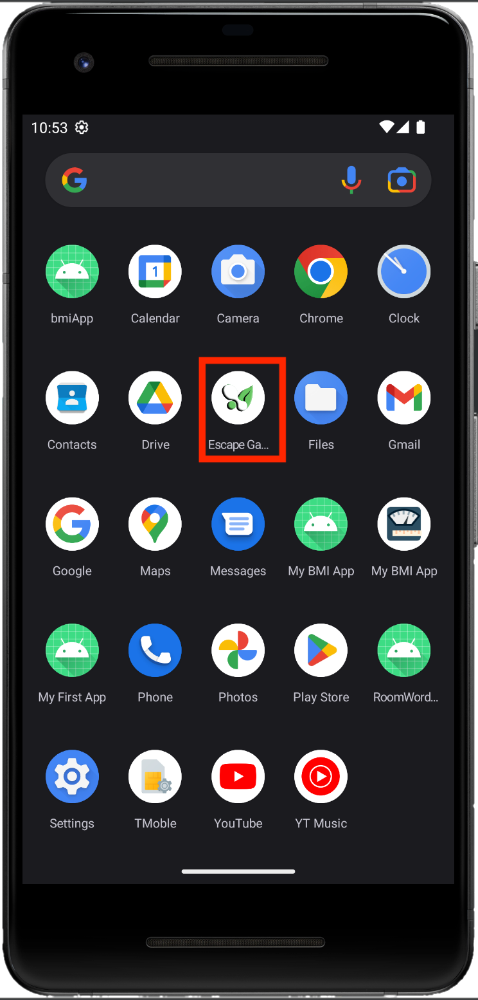 10:53
1
bmiApp Calendar Camera Chrome Clock
Contacts Drive Escape Ga... Files Gmail
Google Maps Messages My BMI App My BMI App
My First App Phone Photos Play Store RoomWord...
Settings TMoble YouTube YT Music